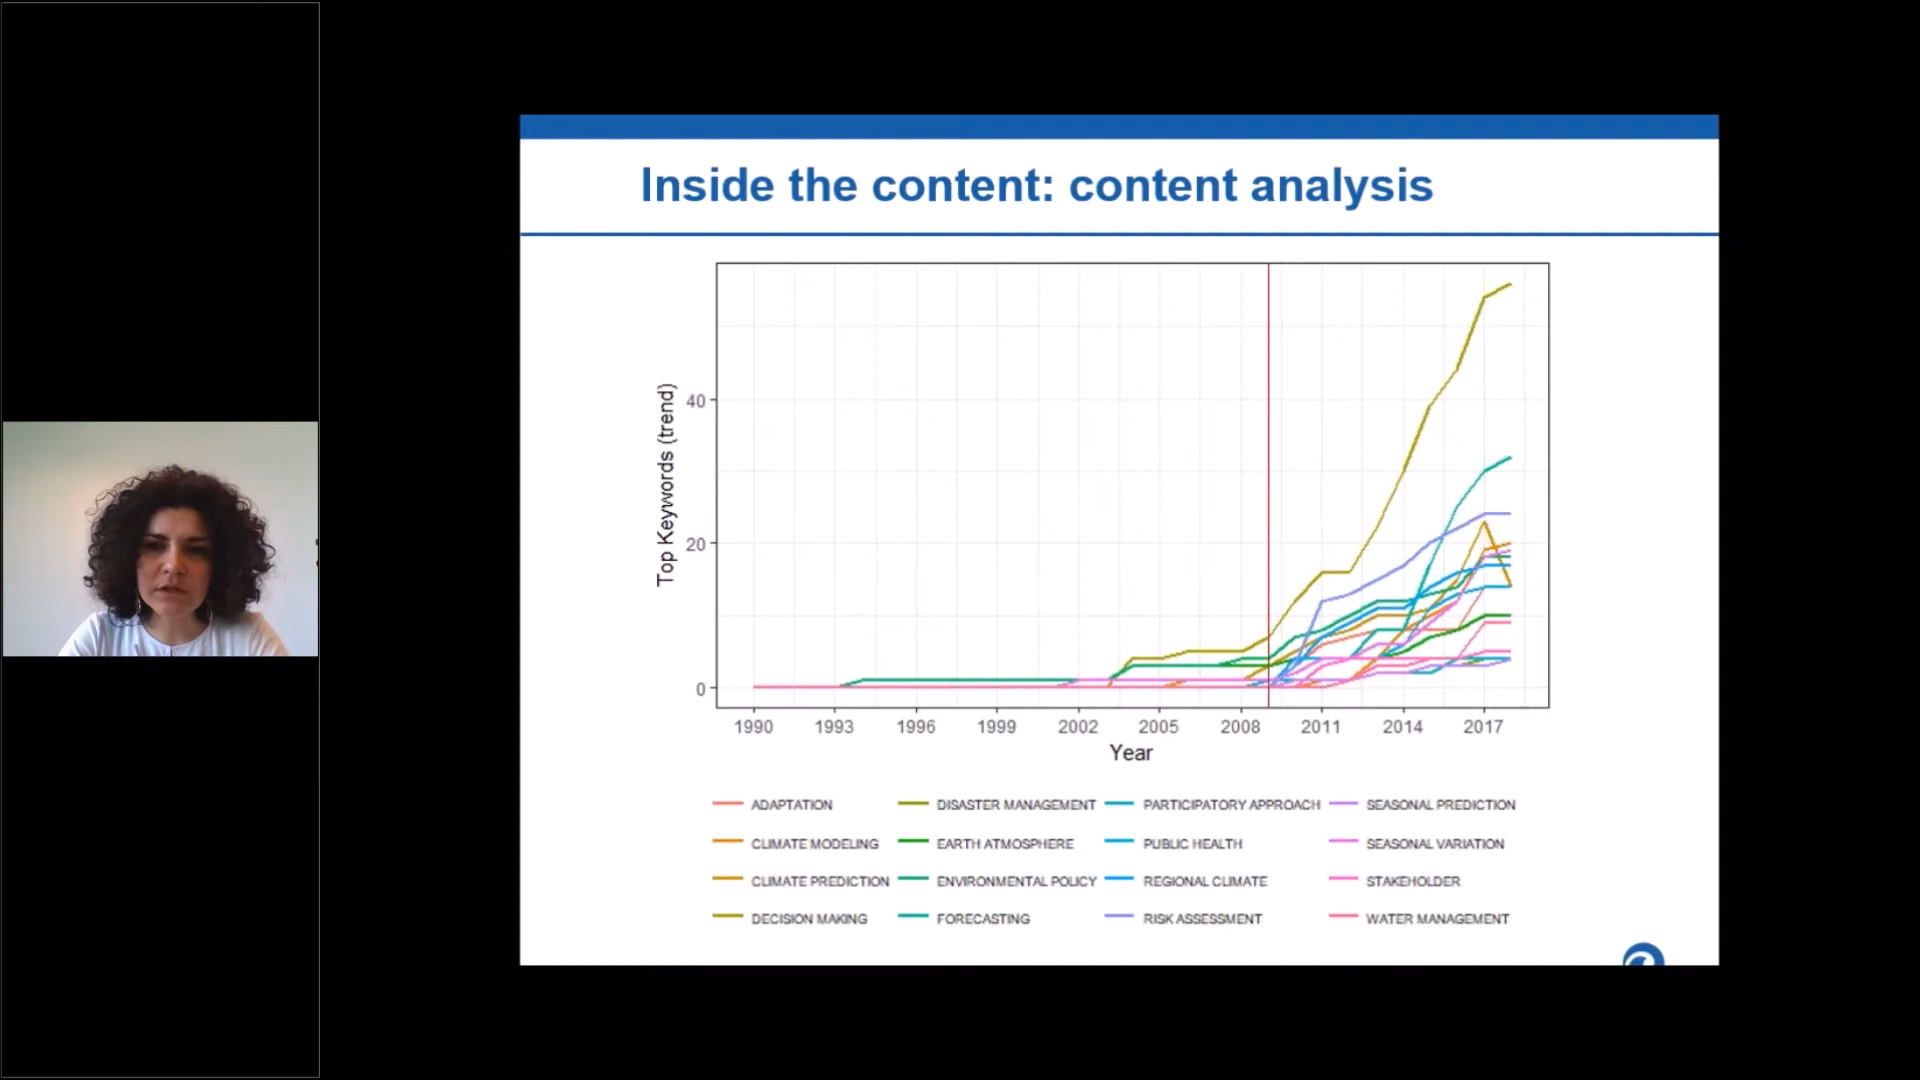 Inside the content: content analysis
Top Keywords (trend)
40
20
0
1990 1993 1996 1999 2002 2005 2008 2011 2014 2017
Year
ADAPTATION DISASTER MANAGEMENT PARTICIPATORY APPROACH SEASONAL PREDICTION
CLIMATE MODELING EARTH ATMOSPHERE PUBLIC HEALTH SEASONAL VARIATION
CLIMATE PREDICTION ENVIRONMENTAL POLICY REGIONAL CLIMATE STAKEHOLDER
DECISION MAKING FORECASTING RISK ASSESSMENT WATER MANAGEMENT